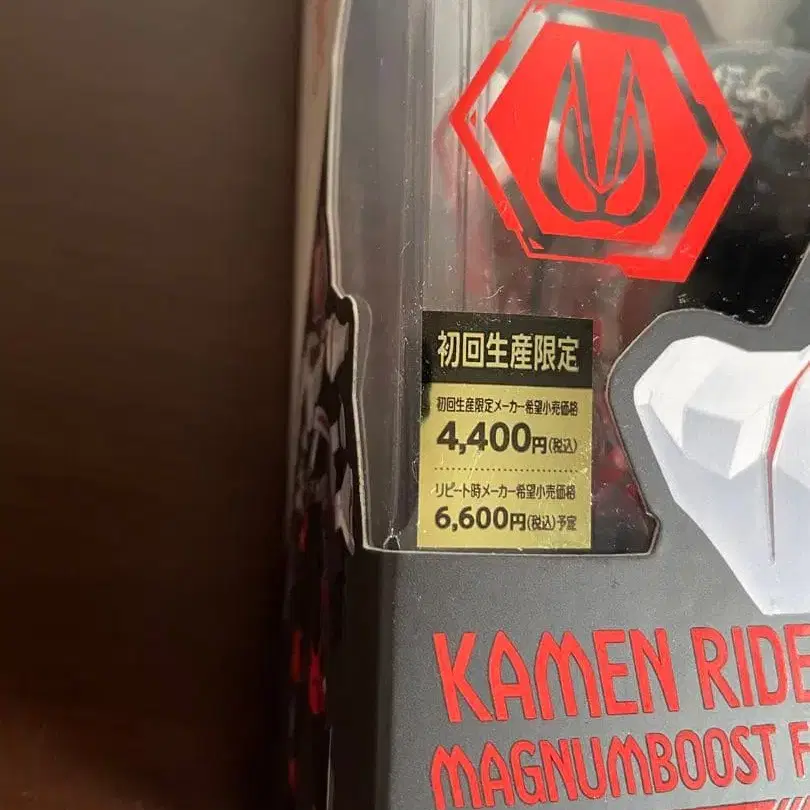 初回生産限定
初回生産限定メーカー希望小売価格
4,400円(税込)
リピート時メーカー希望小売価格
6,600円(税込)予定
KAMEN RIDE
MAGNUMBOOST F